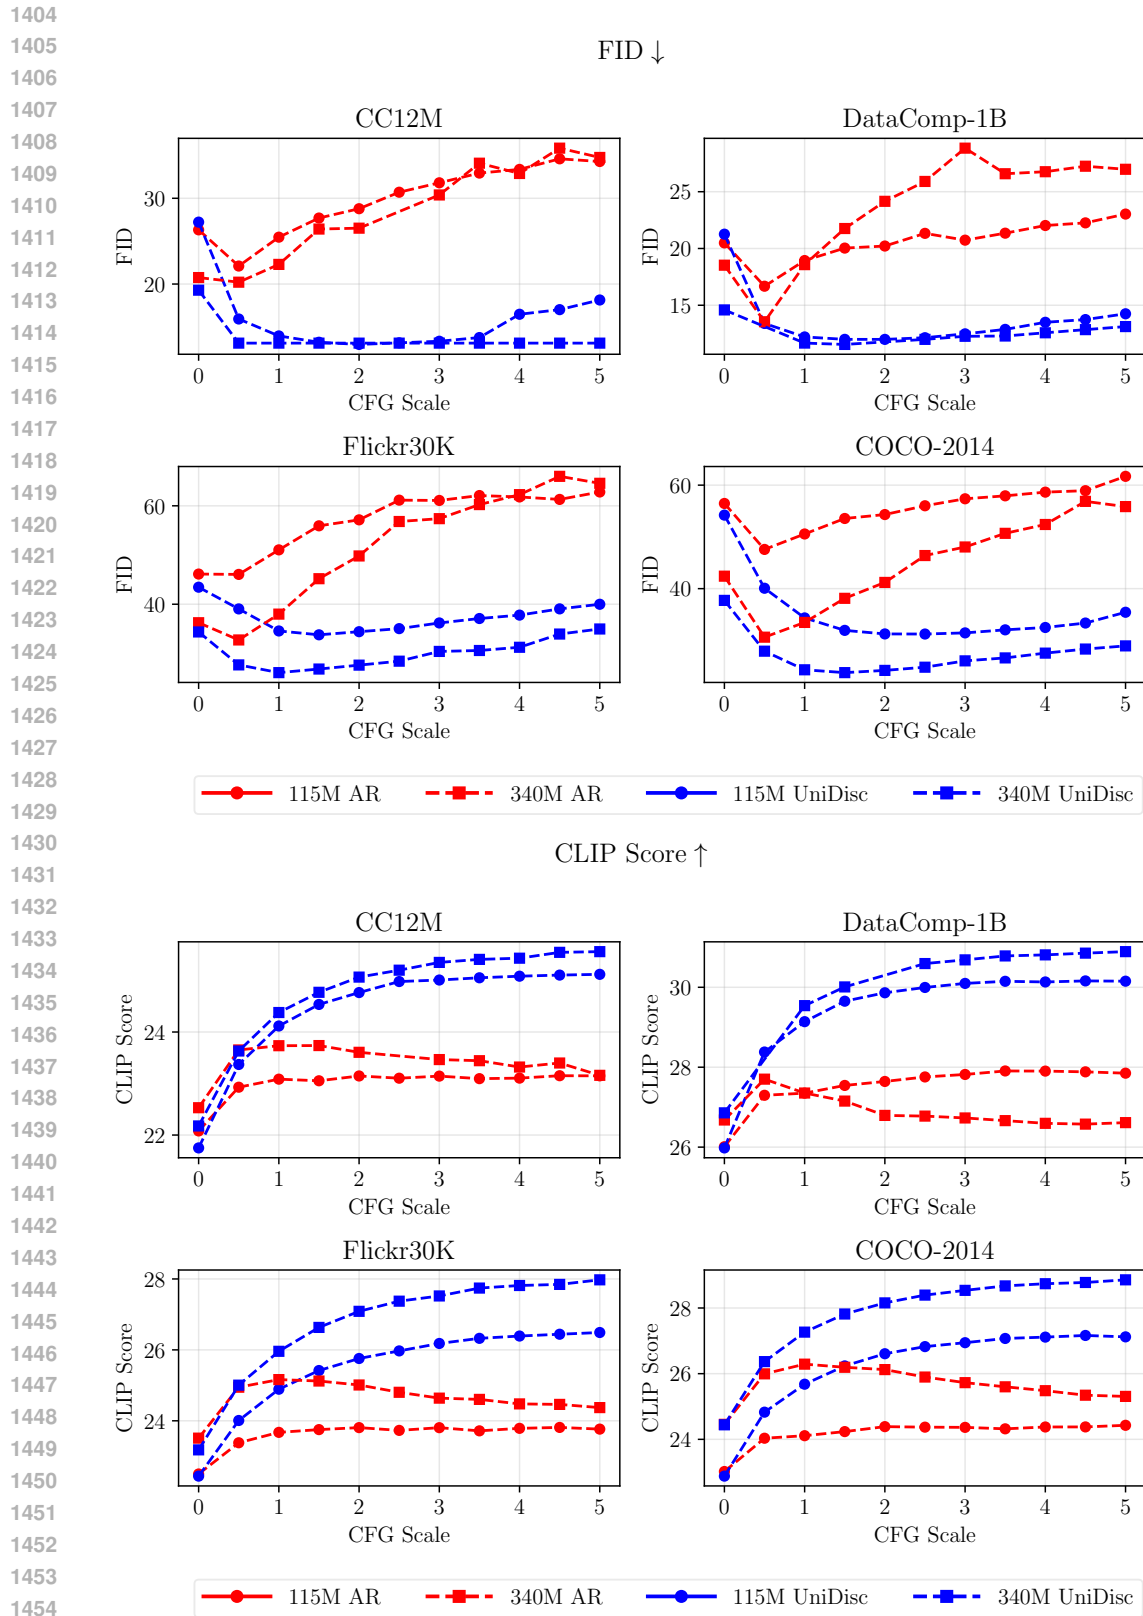 1404
1405
1406
1407
1408
1409
1410
1411
1412
1413
1414
1415
1416
1417
1418
1419
1420
1421
1422
1423
1424
1425
1426
1427
1428
1429
1430
1431
1432
1433
1434
1435
1436
1437
1438
1439
1440
1441
1442
1443
1444
1445
1446
1447
1448
1449
1450
1451
1452
1453
1454
FID ↓
CC12M
30
20
FID
0 1 2 3 4 5
CFG Scale
DataComp-1B
25
20
15
FID
0 1 2 3 4 5
CFG Scale
Flickr30K
60
40
FID
0 1 2 3 4 5
CFG Scale
COCO-2014
60
40
FID
0 1 2 3 4 5
CFG Scale
115M AR 340M AR 115M UniDisc 340M UniDisc
CLIP Score ↑
CC12M
24
22
CLIP Score
0 1 2 3 4 5
CFG Scale
DataComp-1B
30
28
26
CLIP Score
0 1 2 3 4 5
CFG Scale
Flickr30K
28
26
24
CLIP Score
0 1 2 3 4 5
CFG Scale
COCO-2014
28
26
24
CLIP Score
0 1 2 3 4 5
CFG Scale
115M AR 340M AR 115M UniDisc 340M UniDisc